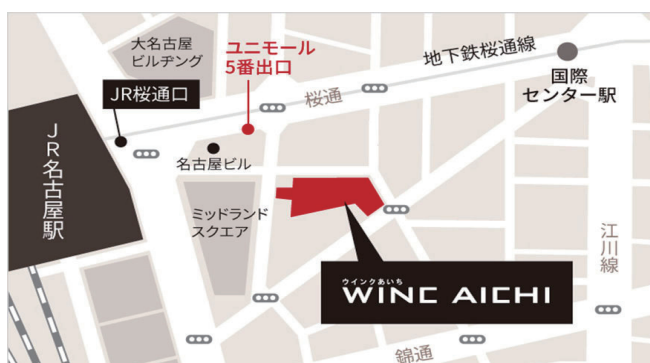 大名古屋
ビルヂング
ユニモール
5番出口
地下鉄桜通線
国際
センター駅
JR桜通口
桜通
JR名古屋駅
名古屋ビル
ミッドランド
スクエア
江川線
ウインクあいち
WINC AICHI
錦通